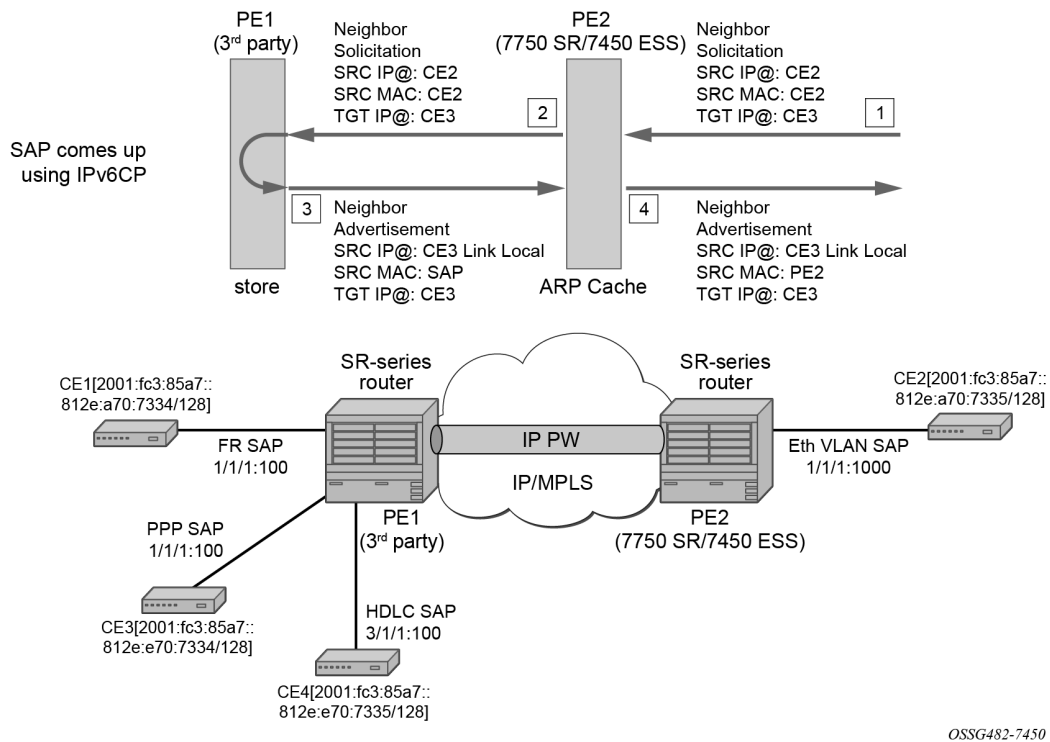 PE1
(3rd party)
Neighbor
Solicitation
SRC IP@: CE2
SRC MAC: CE2
TGT IP@: CE3
PE2
(7750 SR/7450 ESS)
Neighbor
Solicitation
SRC IP@: CE2
SRC MAC: CE2
TGT IP@: CE3
2
1
SAP comes up
using IPv6CP
3
Neighbor
Advertisement
SRC IP@: CE3 Link Local
SRC MAC: SAP
TGT IP@: CE3
4
Neighbor
Advertisement
SRC IP@: CE3 Link Local
SRC MAC: PE2
TGT IP@: CE3
store
ARP Cache
SR-series
router
SR-series
router
CE1[2001:fc3:85a7::
812e:a70:7334/128]
CE2[2001:fc3:85a7::
812e:a70:7335/128]
FR SAP
1/1/1:100
IP PW
IP/MPLS
Eth VLAN SAP
1/1/1:1000
PE1
(3rd party)
PE2
(7750 SR/7450 ESS)
PPP SAP
1/1/1:100
CE3[2001:fc3:85a7::
812e:e70:7334/128]
HDLC SAP
3/1/1:100
CE4[2001:fc3:85a7::
812e:e70:7335/128]
OSSG482-7450